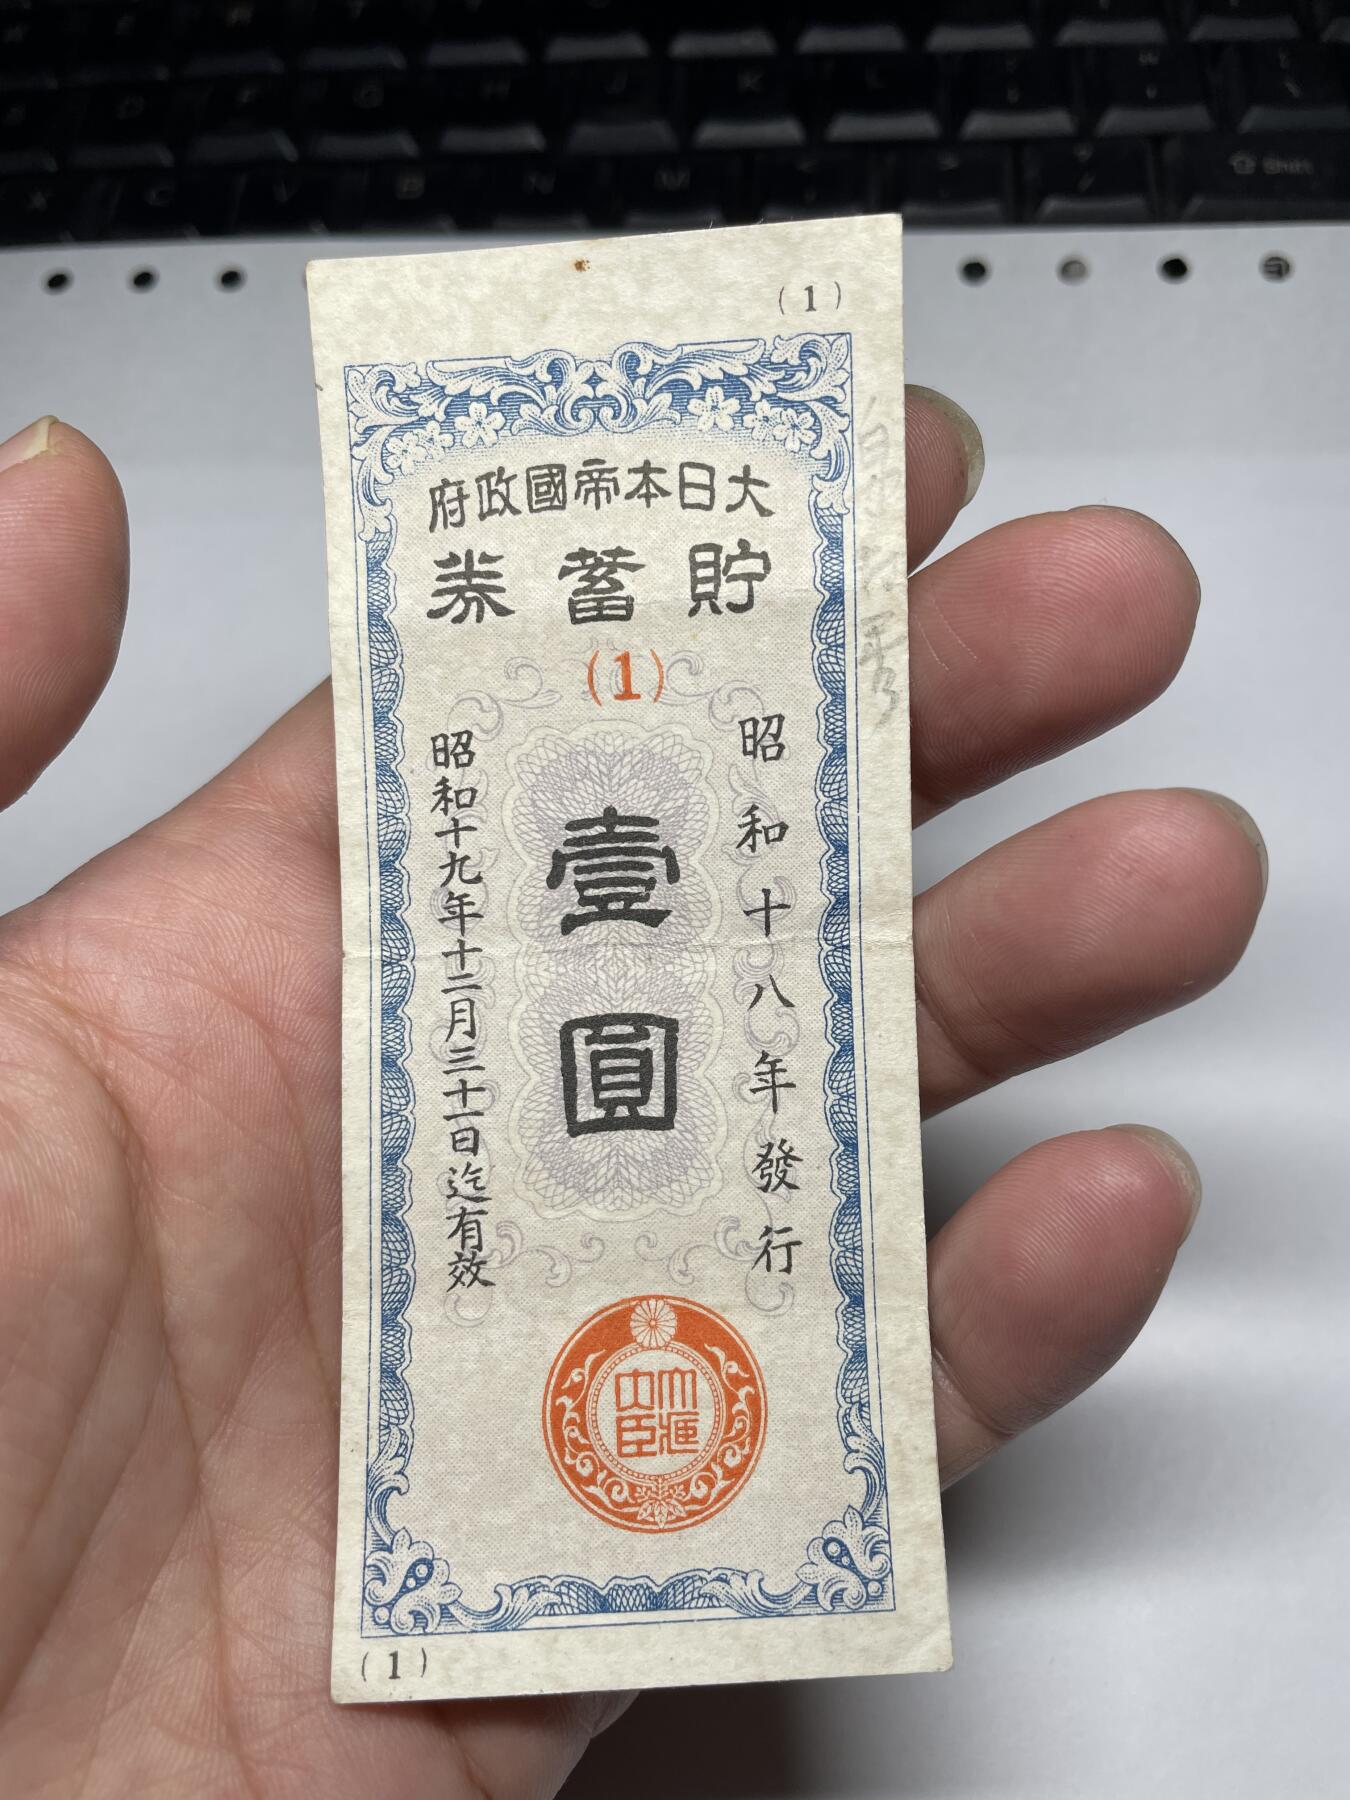 (1)
大日本帝國政府
貯蓄券
(1)
昭和十八年發行
壹圓
昭和十九年十二月三十一日迄有效
大藏大臣
(1)